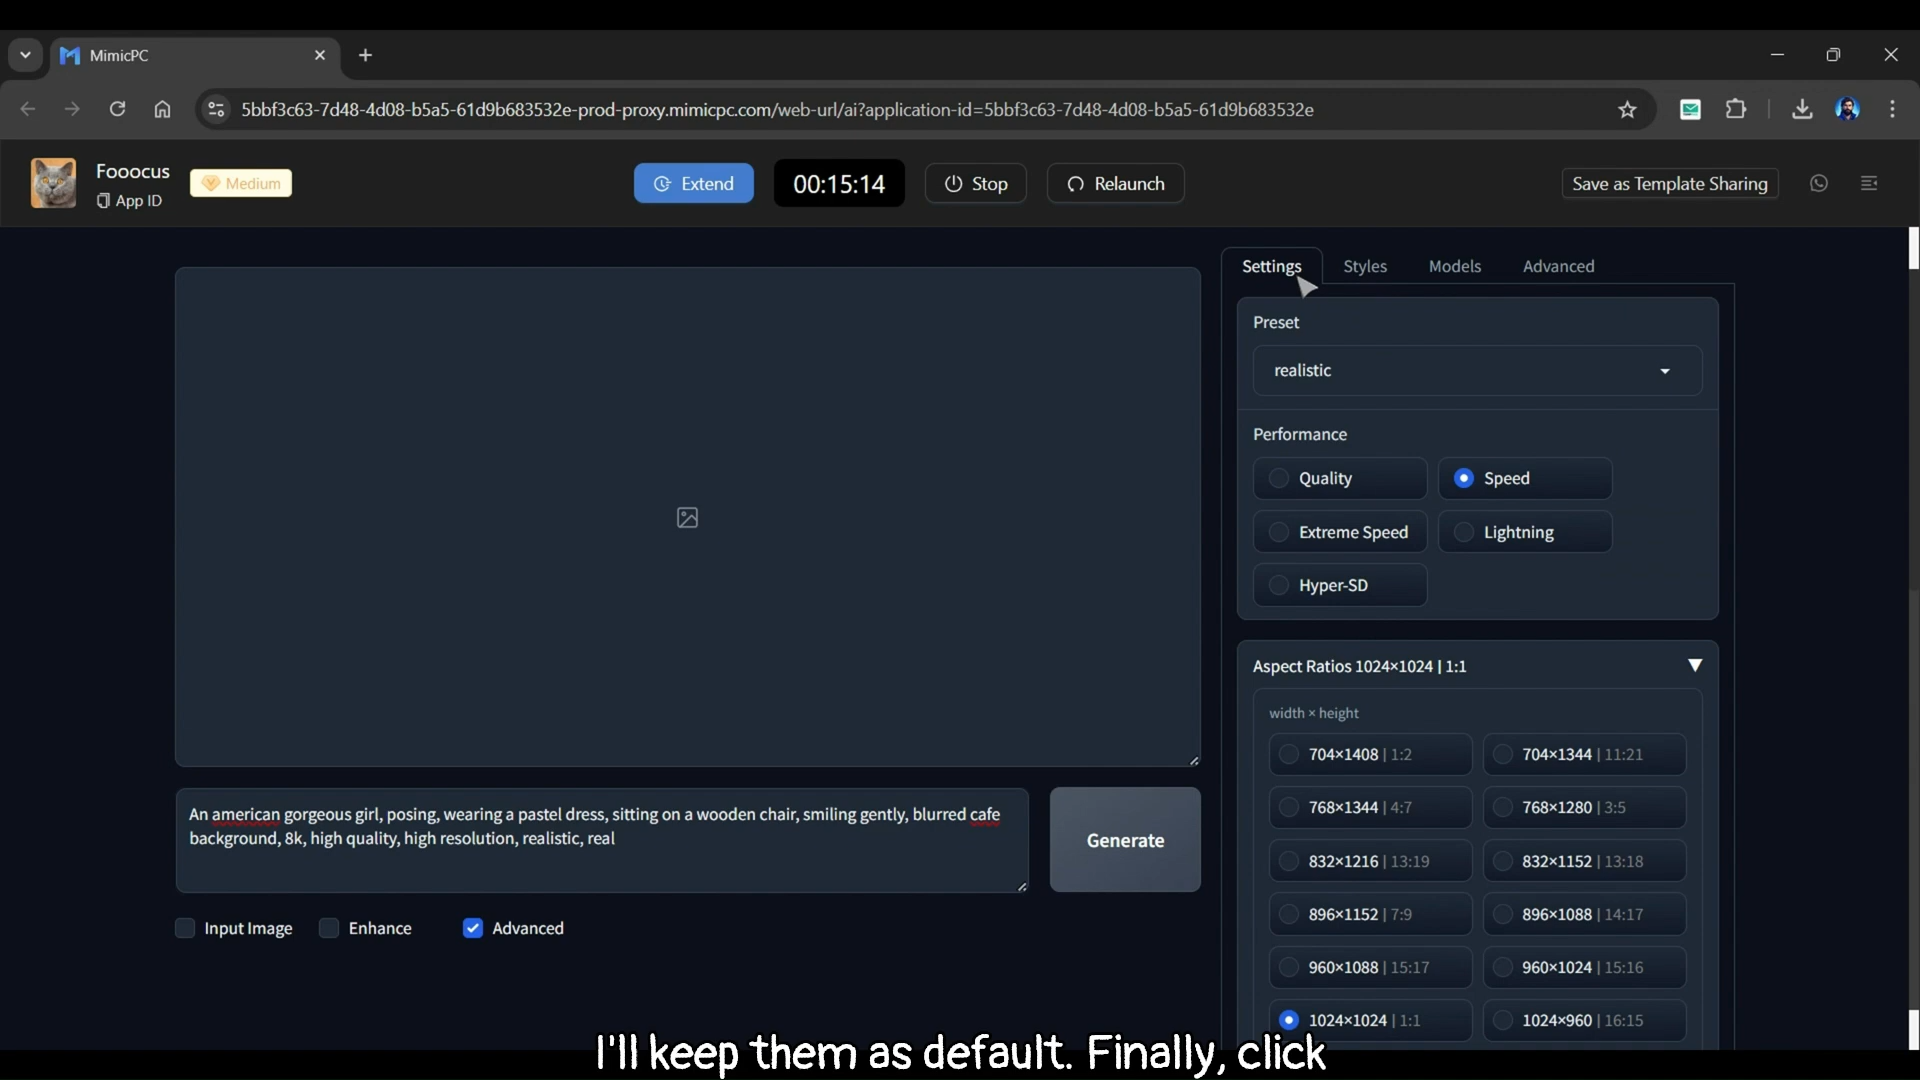 MimicPC
5bbf3c63-7d48-4d08-b5a5-61d9b683532e-prod-proxy.mimicpc.com/web-url/ai?application-id=5bbf3c63-7d48-4d08-b5a5-61d9b683532e
Fooocus
App ID
Medium
Extend
00:15:14
Stop
Relaunch
Save as Template Sharing
Settings
Styles
Models
Advanced
Preset
realistic
Performance
Quality
Speed
Extreme Speed
Lightning
Hyper-SD
Aspect Ratios 1024×1024 | 1:1
width × height
704×1408 | 1:2
704×1344 | 11:21
768×1344 | 4:7
768×1280 | 3:5
832×1216 | 13:19
832×1152 | 13:18
896×1152 | 7:9
896×1088 | 14:17
960×1088 | 15:17
960×1024 | 15:16
1024×1024 | 1:1
1024×960 | 16:15
An american gorgeous girl, posing, wearing a pastel dress, sitting on a wooden chair, smiling gently, blurred cafe
background, 8k, high quality, high resolution, realistic, real
Generate
Input Image
Enhance
Advanced
I'll keep them as default. Finally, click